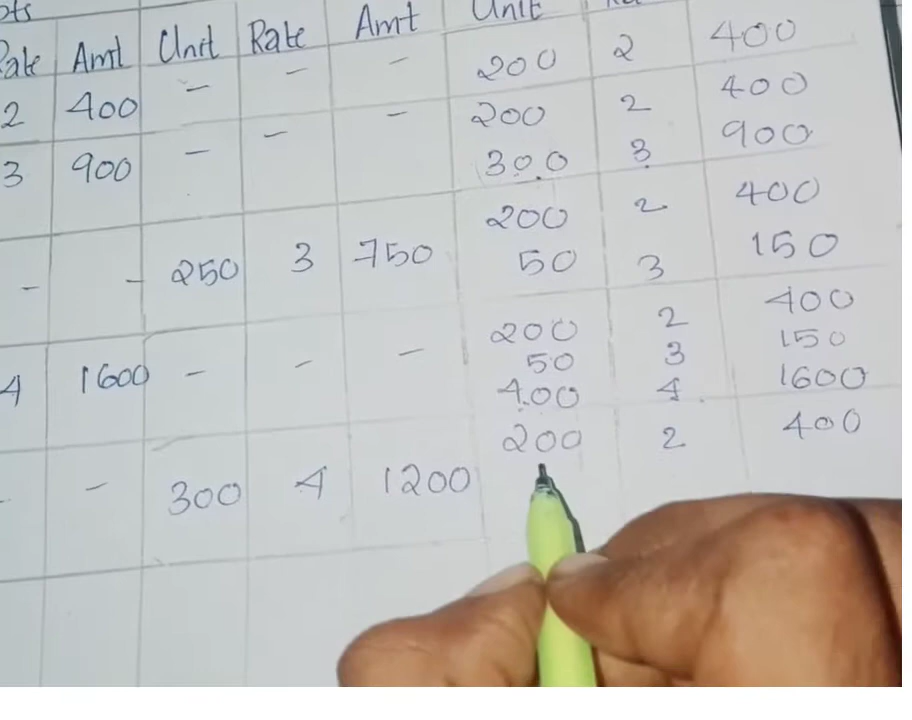 Amt Unit Rate Amt Unit
2 400 - - - 200 2 400
3 900 - - - 200 2 400
300 3 900
- - 250 3 750 200 2 400
50 3 150
4 1600 - - - 200 2 400
50 3 150
400 4 1600
- - 300 4 1200 200 2 400